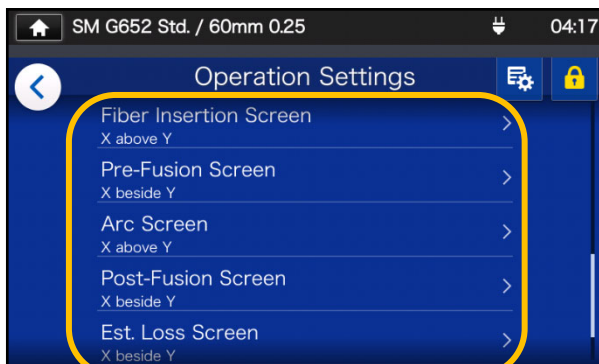 SM G652 Std. / 60mm 0.25
04:17
Operation Settings
Fiber Insertion Screen
X above Y
Pre-Fusion Screen
X beside Y
Arc Screen
X above Y
Post-Fusion Screen
X beside Y
Est. Loss Screen
X beside Y